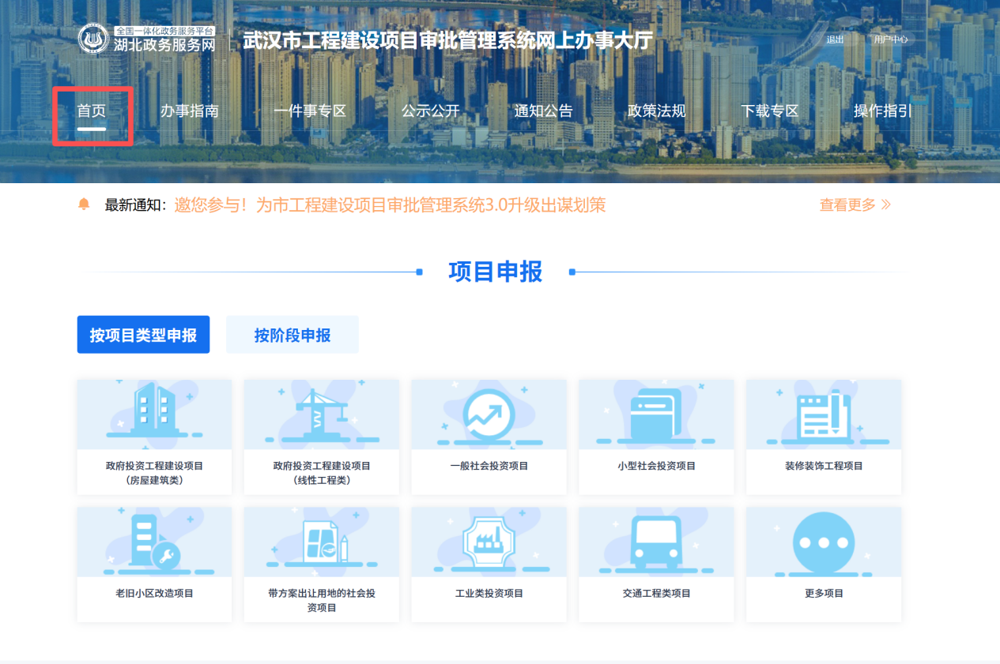 全国一体化政务服务平台
湖北政务服务网
武汉市工程建设项目审批管理系统网上办事大厅
退出
用户中心
首页
办事指南
一件事专区
公示公开
通知公告
政策法规
下载专区
操作指引
最新通知：
邀您参与！为市工程建设项目审批管理系统3.0升级出谋划策
查看更多
项目申报
按项目类型申报
按阶段申报
政府投资工程建设项目
（房屋建筑类）
政府投资工程建设项目
（线性工程类）
一般社会投资项目
小型社会投资项目
装修装饰工程项目
老旧小区改造项目
带方案出让用地的社会投
资项目
工业类投资项目
交通工程类项目
更多项目